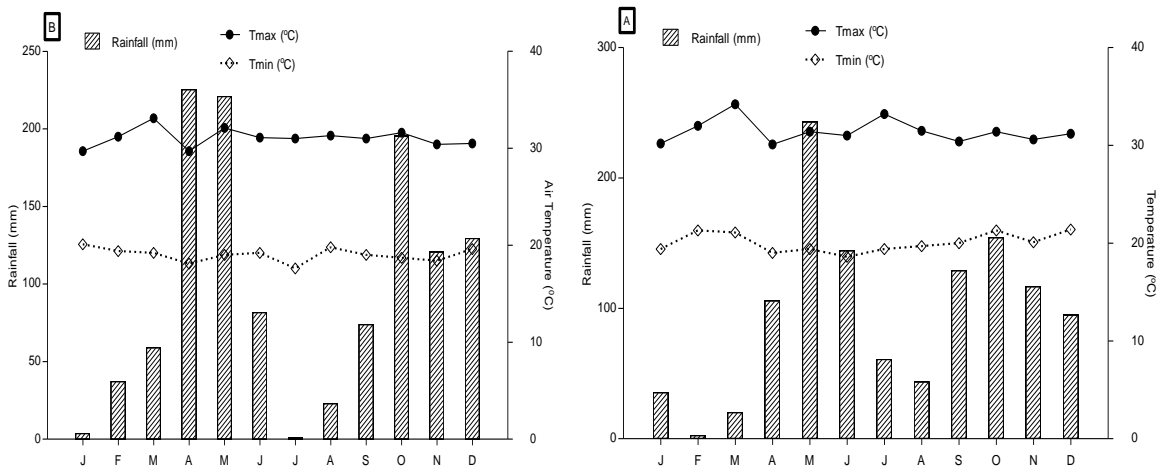 B
Rainfall (mm)
Tmax (ºC)
Tmin (ºC)
250
200
150
100
50
0
Rainfall (mm)
40
30
20
10
0
Air Temperature (ºC)
J F M A M J J A S O N D
A
Rainfall (mm)
Tmax (ºC)
Tmin (ºC)
300
200
100
0
Rainfall (mm)
40
30
20
10
0
Temperature (ºC)
J F M A M J J A S O N D